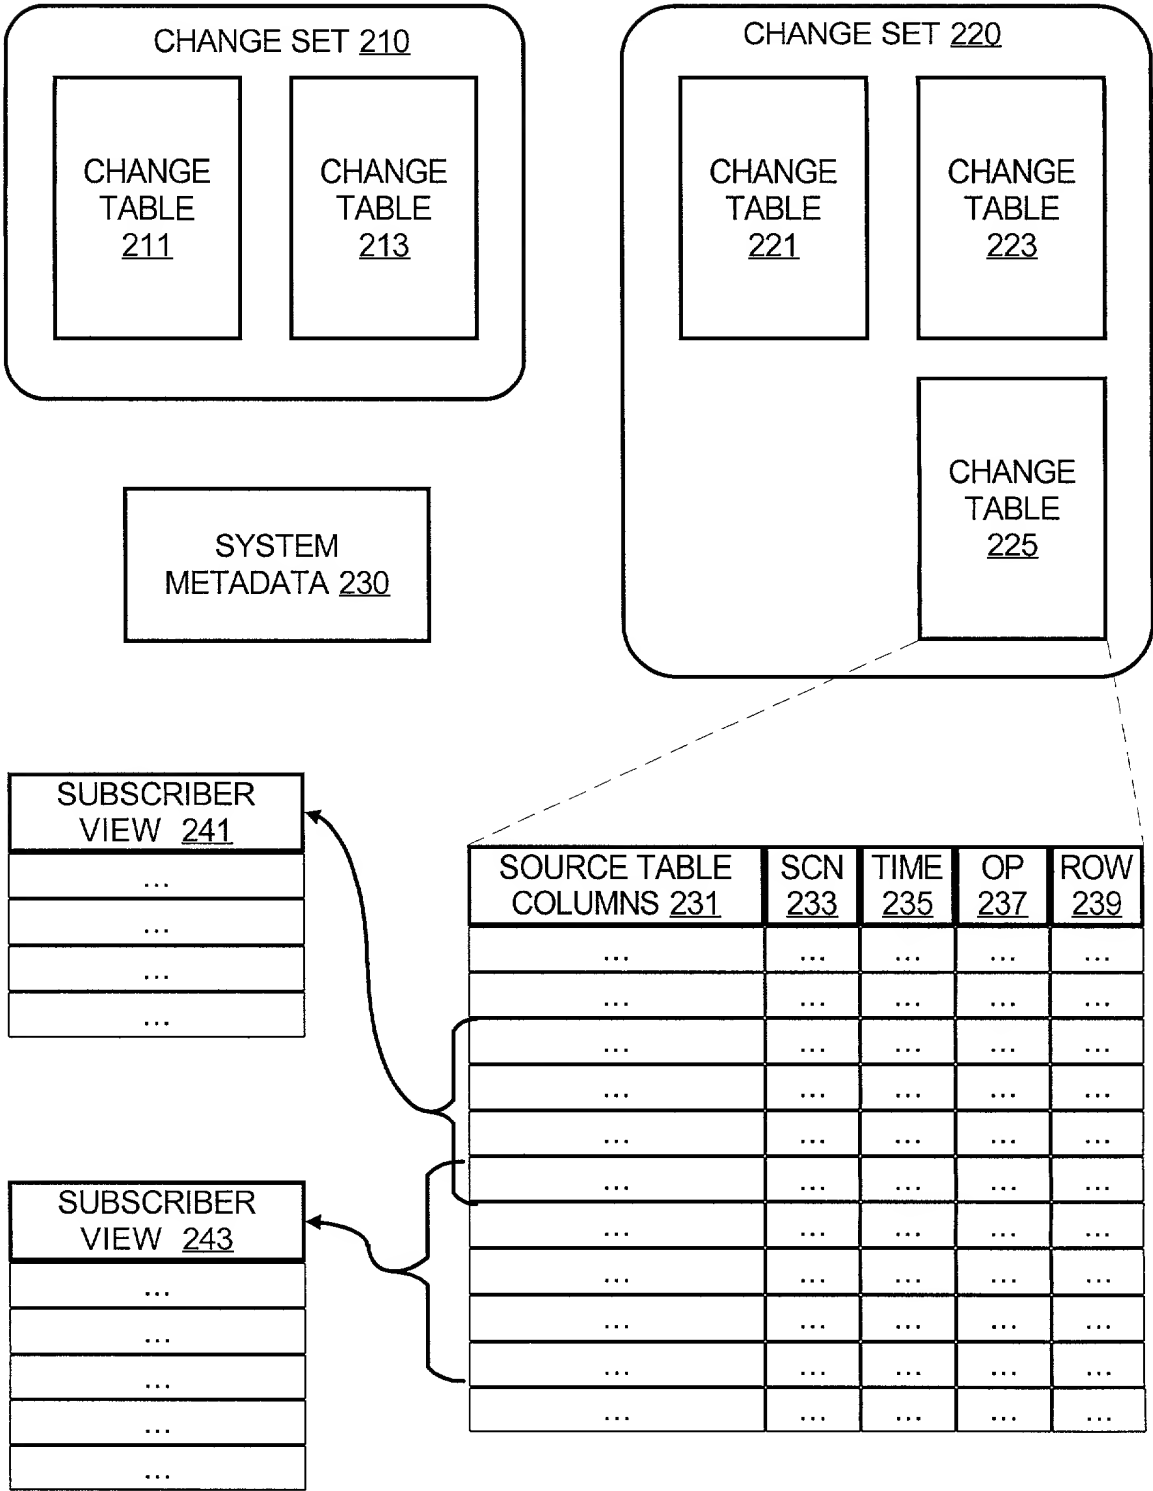 CHANGE SET 210
CHANGE
TABLE
211
CHANGE
TABLE
213
CHANGE SET 220
CHANGE
TABLE
221
CHANGE
TABLE
223
CHANGE
TABLE
225
SYSTEM
METADATA 230
SUBSCRIBER
VIEW 241
...
...
...
...
SUBSCRIBER
VIEW 243
...
...
...
...
...
SOURCE TABLE
COLUMNS 231
SCN
233
TIME
235
OP
237
ROW
239
... ... ... ... ...
... ... ... ... ...
... ... ... ... ...
... ... ... ... ...
... ... ... ... ...
... ... ... ... ...
... ... ... ... ...
... ... ... ... ...
... ... ... ... ...
... ... ... ... ...
... ... ... ... ...